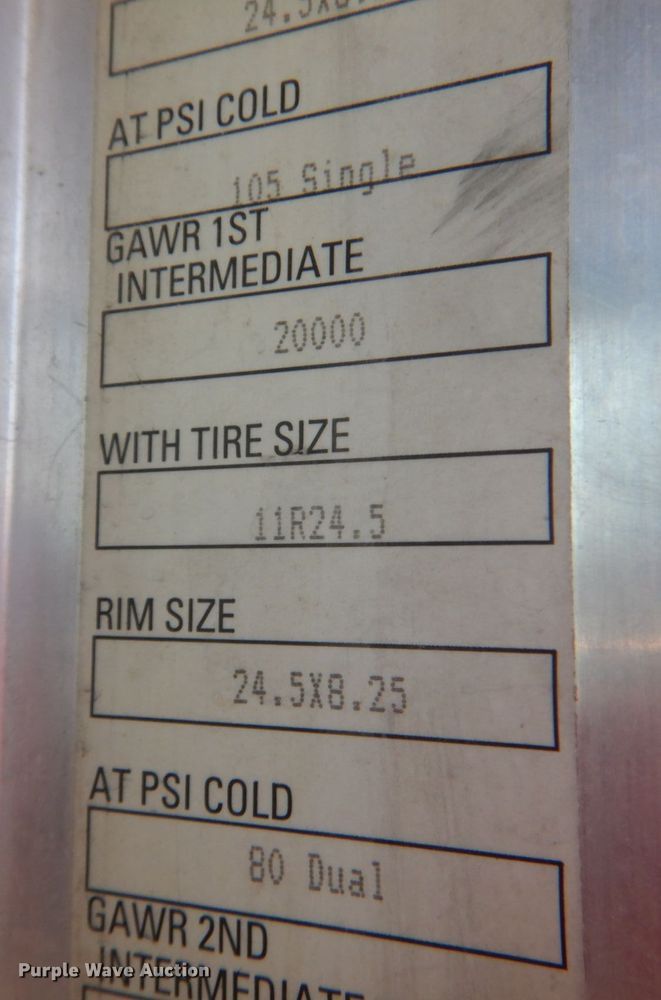 AT PSI COLD
105 Single
GAWR 1ST
INTERMEDIATE
20000
WITH TIRE SIZE
11R24.5
RIM SIZE
24.5X8.25
AT PSI COLD
80 Dual
GAWR 2ND
INTERMEDIATE
Purple Wave Auction